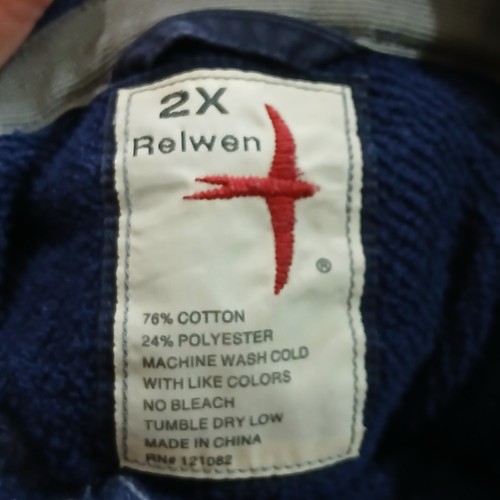 2X
Relwen
®
76% COTTON
24% POLYESTER
MACHINE WASH COLD
WITH LIKE COLORS
NO BLEACH
TUMBLE DRY LOW
MADE IN CHINA
RN# 121082